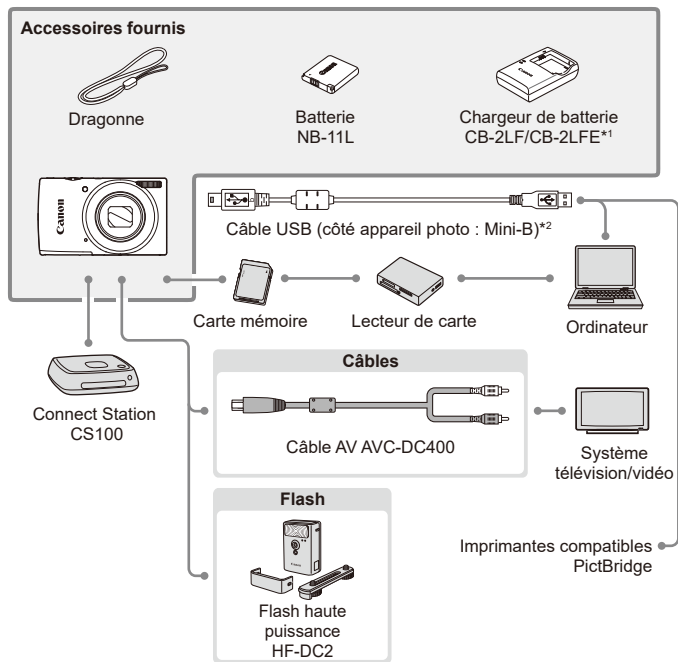 Accessoires fournis
Dragonne
Batterie
NB-11L
Chargeur de batterie
CB-2LF/CB-2LFE*1
Canon
Câble USB (côté appareil photo : Mini-B)*2
Carte mémoire
Lecteur de carte
Ordinateur
Connect Station
CS100
Câbles
Câble AV AVC-DC400
Système
télévision/vidéo
Flash
Flash haute
puissance
HF-DC2
Imprimantes compatibles
PictBridge